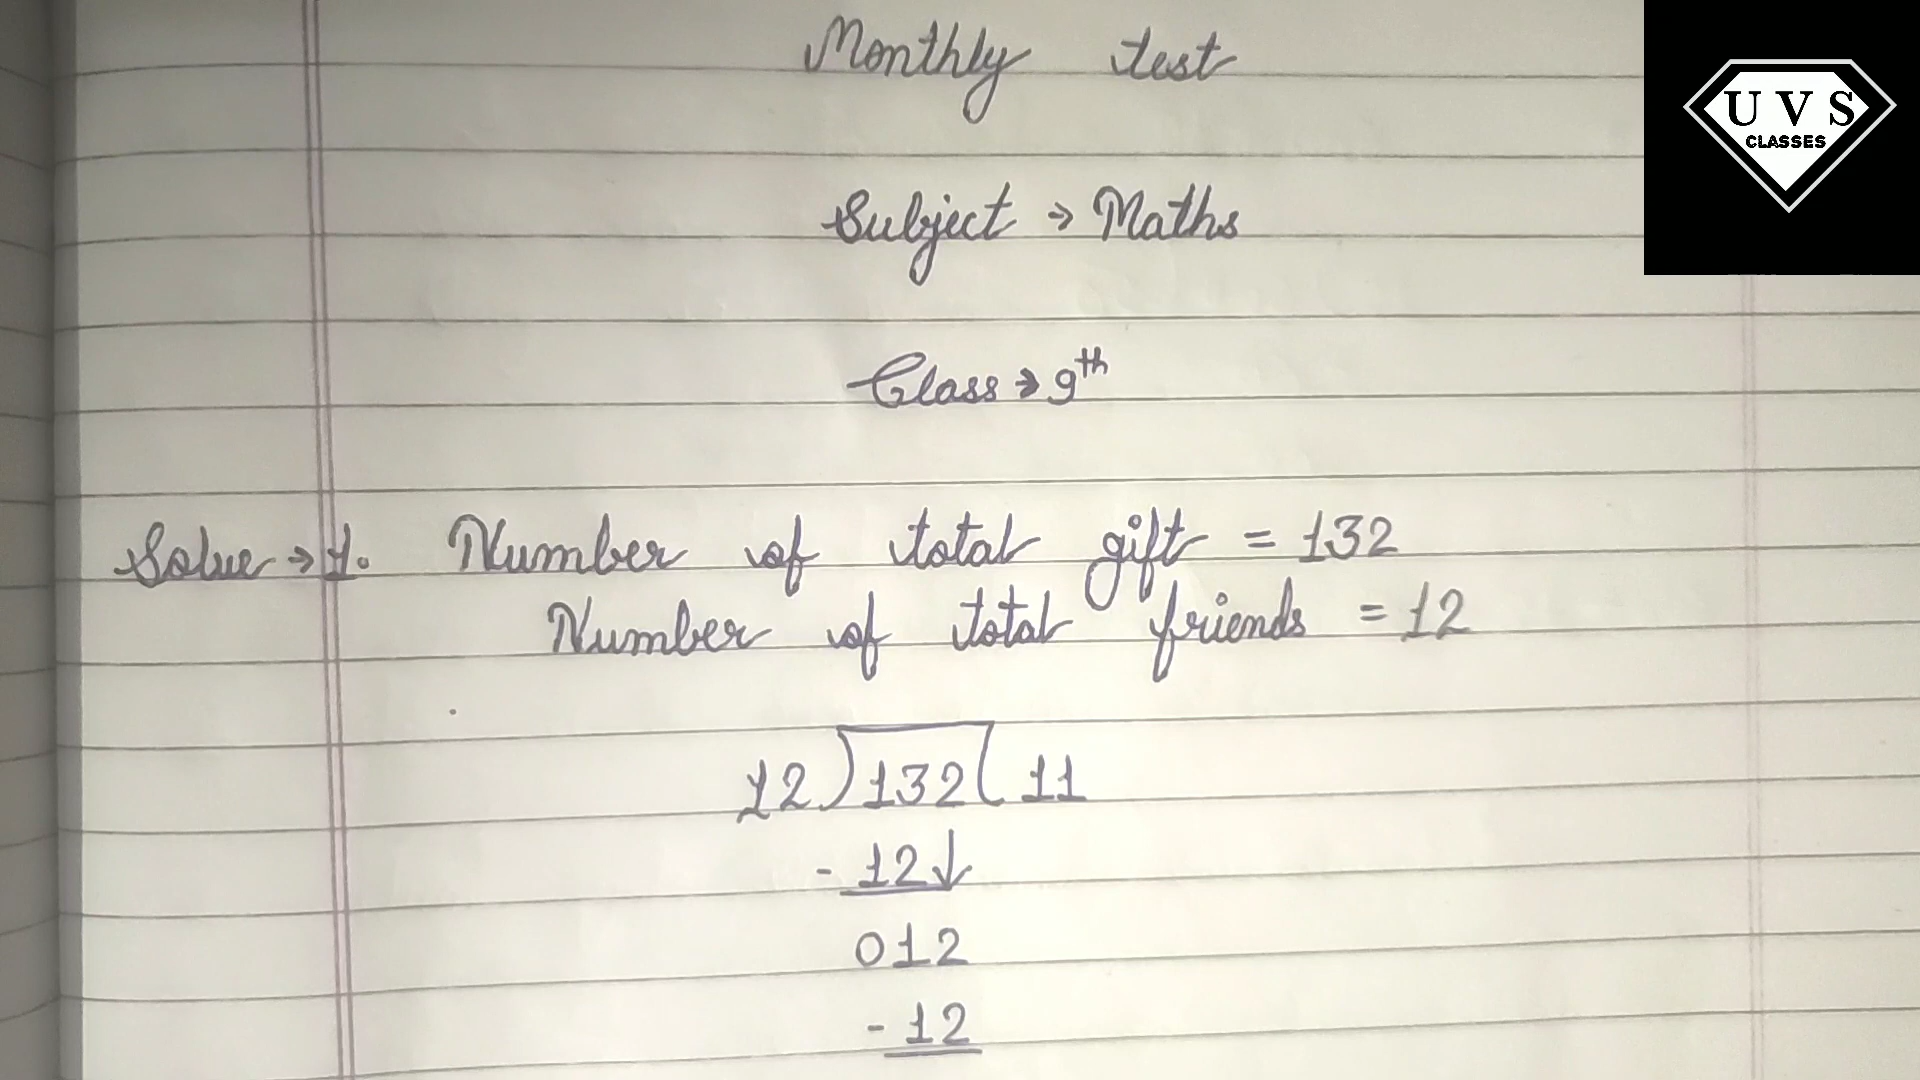 Monthly test
U V S
CLASSES
Subject → Maths
Class → 9th
Solve → 1. Number of total gift = 132
Number of total friends = 12
12 ) 132 ( 11
- 12↓
012
- 12